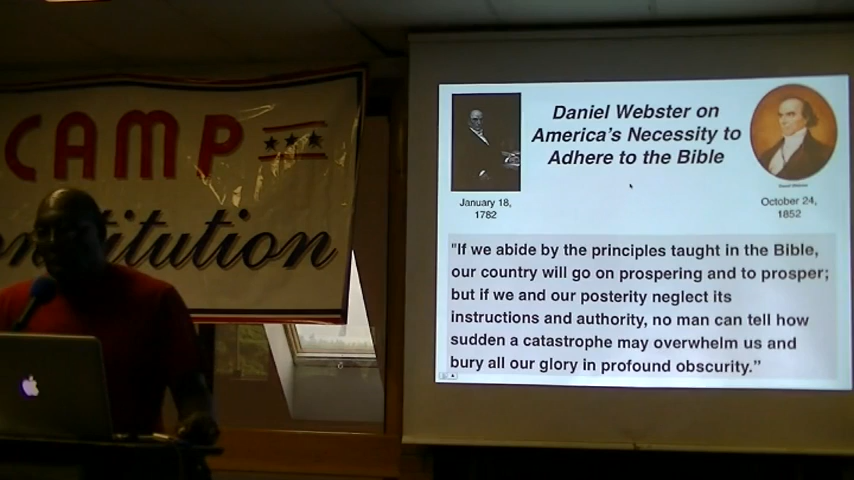 CAMP
onstitution
Daniel Webster on
America's Necessity to
Adhere to the Bible
January 18,
1782
October 24,
1852
"If we abide by the principles taught in the Bible,
our country will go on prospering and to prosper;
but if we and our posterity neglect its
instructions and authority, no man can tell how
sudden a catastrophe may overwhelm us and
bury all our glory in profound obscurity."